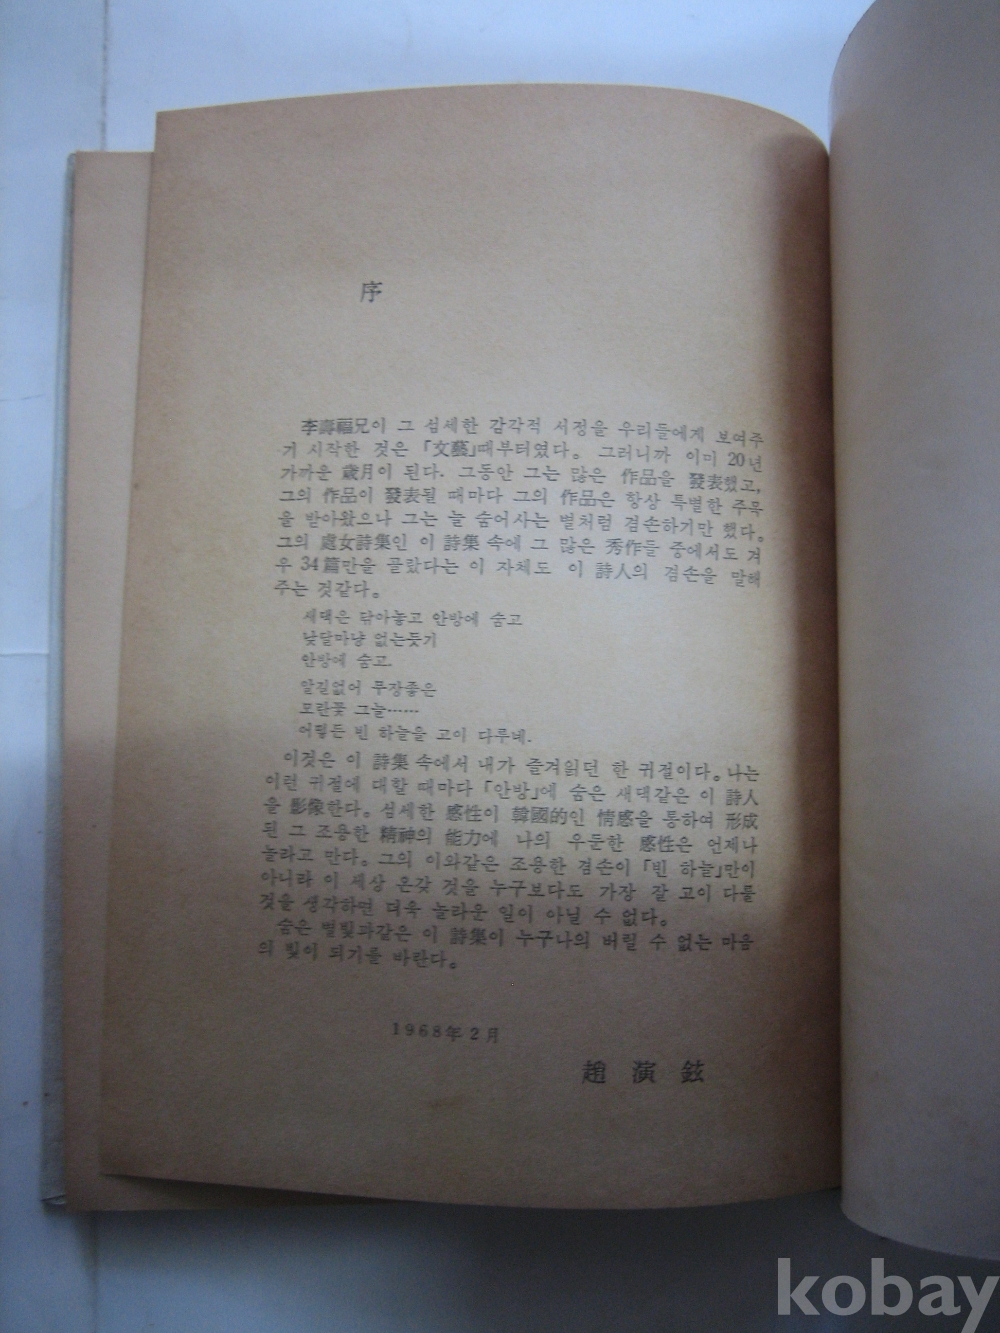 序
李壽福兄이 그 섬세한 감각적 서정을 우리들에게 보여주
기 시작한 것은 「文藝」때부터였다. 그러니까 이미 20년
가까운 歲月이 된다. 그동안 그는 많은 作品을 發表했고,
그의 作品이 發表될 때마다 그의 作品은 항상 특별한 주목
을 받아왔으나 그는 늘 숨어사는 별처럼 겸손하기만 했다.
그의 處女詩集인 이 詩集 속에 그 많은 秀作들 중에서도 겨
우 34篇만을 골랐다는 이 자체도 이 詩人의 겸손을 말해
주는 것같다.
새댁은 닦아놓고 안방에 숨고
낮달마냥 없는듯기
안방에 숨고.
말길없어 무장좋은
모란꽃 그늘……
어떻든 빈 하늘을 고이 다루네.
이것은 이 詩集 속에서 내가 즐겨읽던 한 귀절이다. 나는
이런 귀절에 대할 때마다 「안방」에 숨은 새댁같은 이 詩人
을 影像한다. 섬세한 感性이 韓國的인 情感을 통하여 形成
된 그 조용한 精神의 能力에 나의 우둔한 感性은 언제나
놀라고 만다. 그의 이와같은 조용한 겸손이 「빈 하늘」만이
아니라 이 세상 온갖 것을 누구보다도 가장 잘 고이 다룰
것을 생각하면 더욱 놀라운 일이 아닐 수 없다.
숨은 별빛과같은 이 詩集이 누구나의 버릴 수 없는 마음
의 빛이 되기를 바란다.
1968年 2月
趙演鉉
kobay